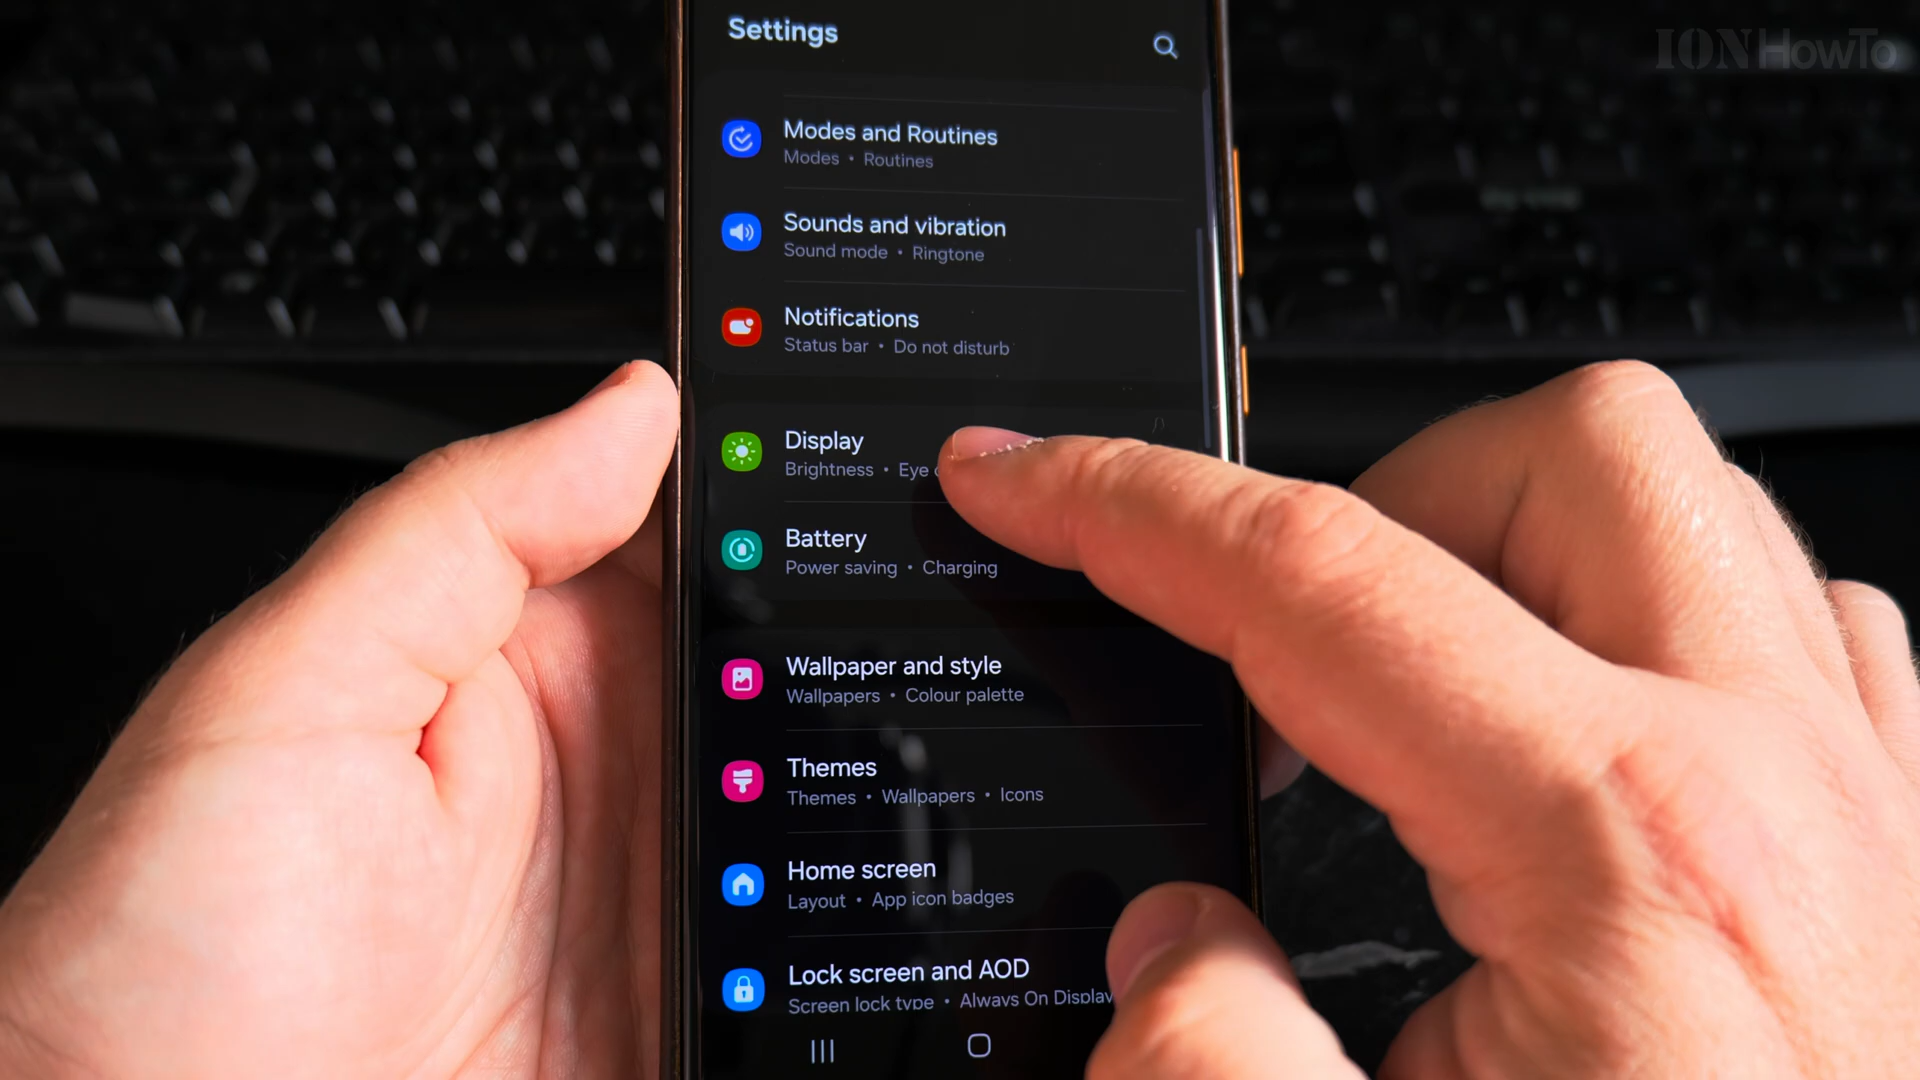 Settings
IONHowTo
Modes and Routines
Modes • Routines
Sounds and vibration
Sound mode • Ringtone
Notifications
Status bar • Do not disturb
Display
Brightness • Eye
Battery
Power saving • Charging
Wallpaper and style
Wallpapers • Colour palette
Themes
Themes • Wallpapers • Icons
Home screen
Layout • App icon badges
Lock screen and AOD
Screen lock type • Always On Display